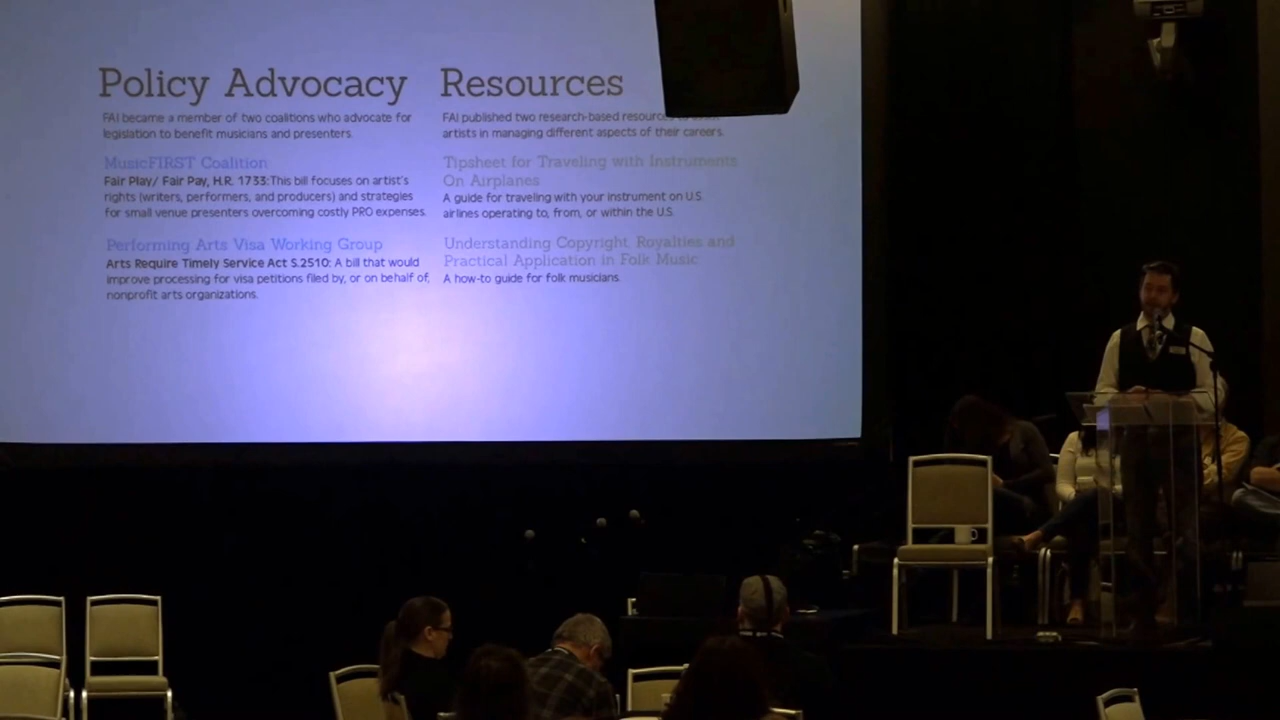 Policy Advocacy
FAI became a member of two coalitions who advocate for
legislation to benefit musicians and presenters.
MusicFIRST Coalition
Fair Play/ Fair Pay, H.R. 1733: This bill focuses on artist's
rights (writers, performers, and producers) and strategies
for small venue presenters overcoming costly PRO expenses.
Performing Arts Visa Working Group
Arts Require Timely Service Act S.2510: A bill that would
improve processing for visa petitions filed by, or on behalf of,
nonprofit arts organizations.
Resources
FAI published two research-based resources
artists in managing different aspects of their careers.
Tipsheet for Traveling with Instruments
On Airplanes
A guide for traveling with your instrument on U.S.
airlines operating to, from, or within the U.S.
Understanding Copyright Royalties and
Practical Application in Folk Music
A how-to guide for folk musicians.